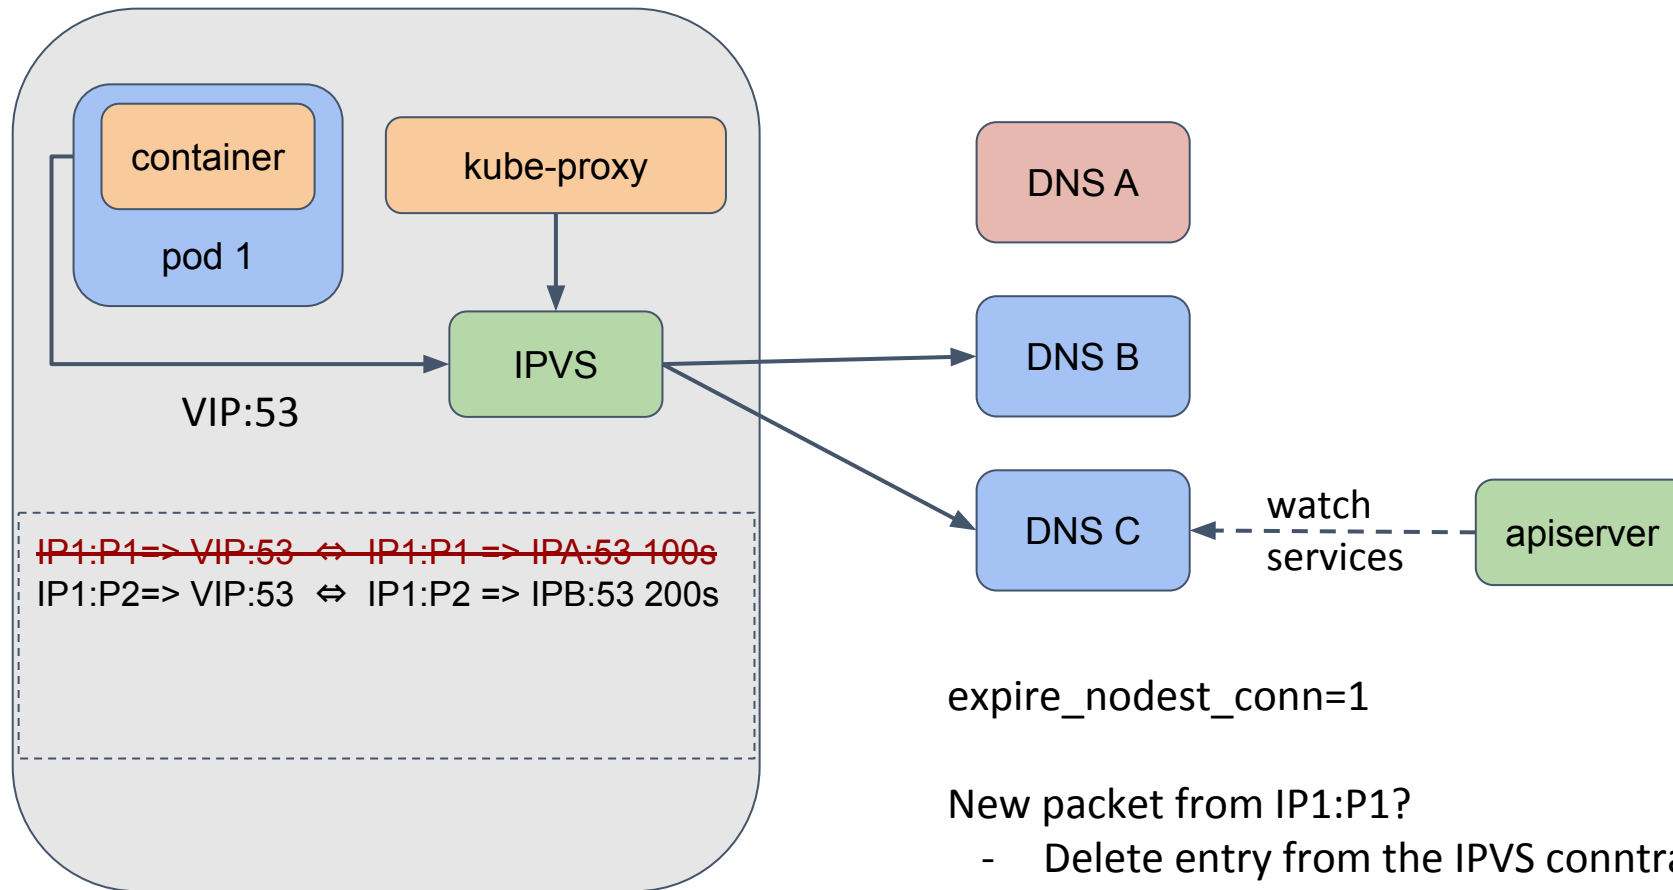 container
pod 1
kube-proxy
IPVS
VIP:53
IP1:P1=> VIP:53 ⇔ IP1:P1 => IPA:53 100s
IP1:P2=> VIP:53 ⇔ IP1:P2 => IPB:53 200s
DNS A
DNS B
DNS C
watch
services
apiserver
expire_nodest_conn=1
New packet from IP1:P1?
- Delete entry from the IPVS